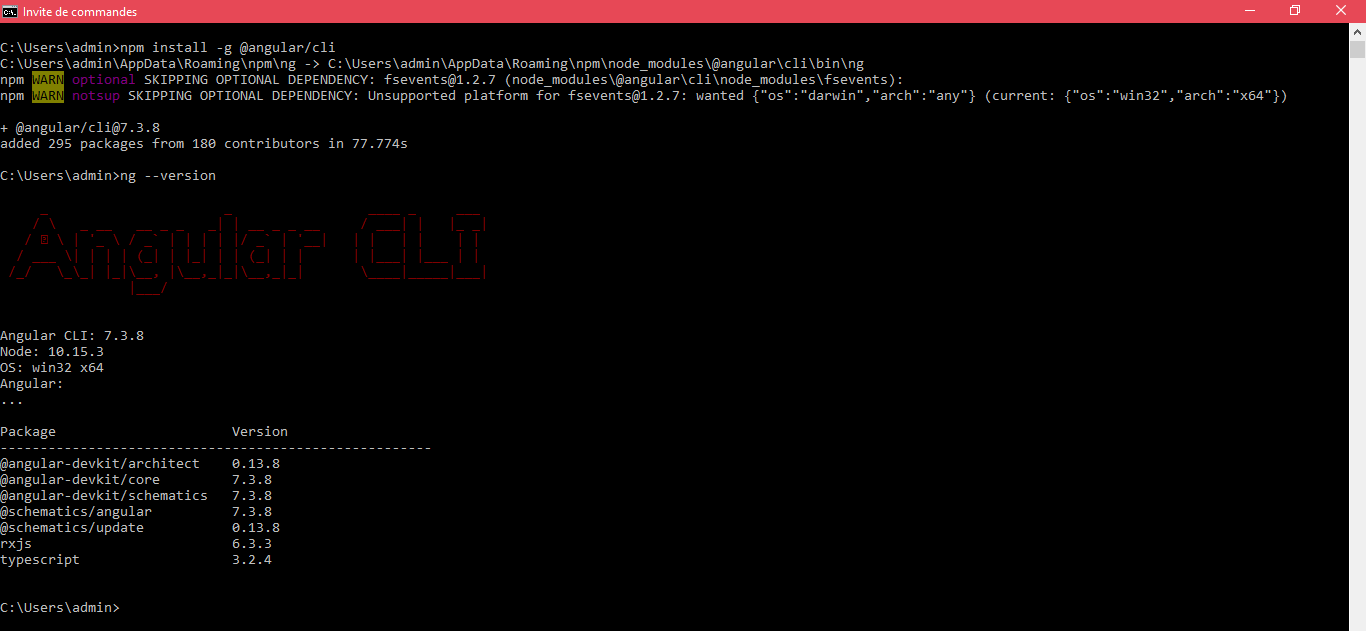 Invite de commandes
C:\Users\admin>npm install -g @angular/cli
C:\Users\admin\AppData\Roaming\npm\ng -> C:\Users\admin\AppData\Roaming\npm\node_modules\@angular\cli\bin\ng
npm WARN optional SKIPPING OPTIONAL DEPENDENCY: fsevents@1.2.7 (node_modules\@angular\cli\node_modules\fsevents):
npm WARN notsup SKIPPING OPTIONAL DEPENDENCY: Unsupported platform for fsevents@1.2.7: wanted {"os":"darwin","arch":"any"} (current: {"os":"win32","arch":"x64"})
+ @angular/cli@7.3.8
added 295 packages from 180 contributors in 77.774s
C:\Users\admin>ng --version
Angular CLI
Angular CLI: 7.3.8
Node: 10.15.3
OS: win32 x64
Angular:
...
Package Version
------------------------------------------------------
@angular-devkit/architect 0.13.8
@angular-devkit/core 7.3.8
@angular-devkit/schematics 7.3.8
@schematics/angular 7.3.8
@schematics/update 0.13.8
rxjs 6.3.3
typescript 3.2.4
C:\Users\admin>